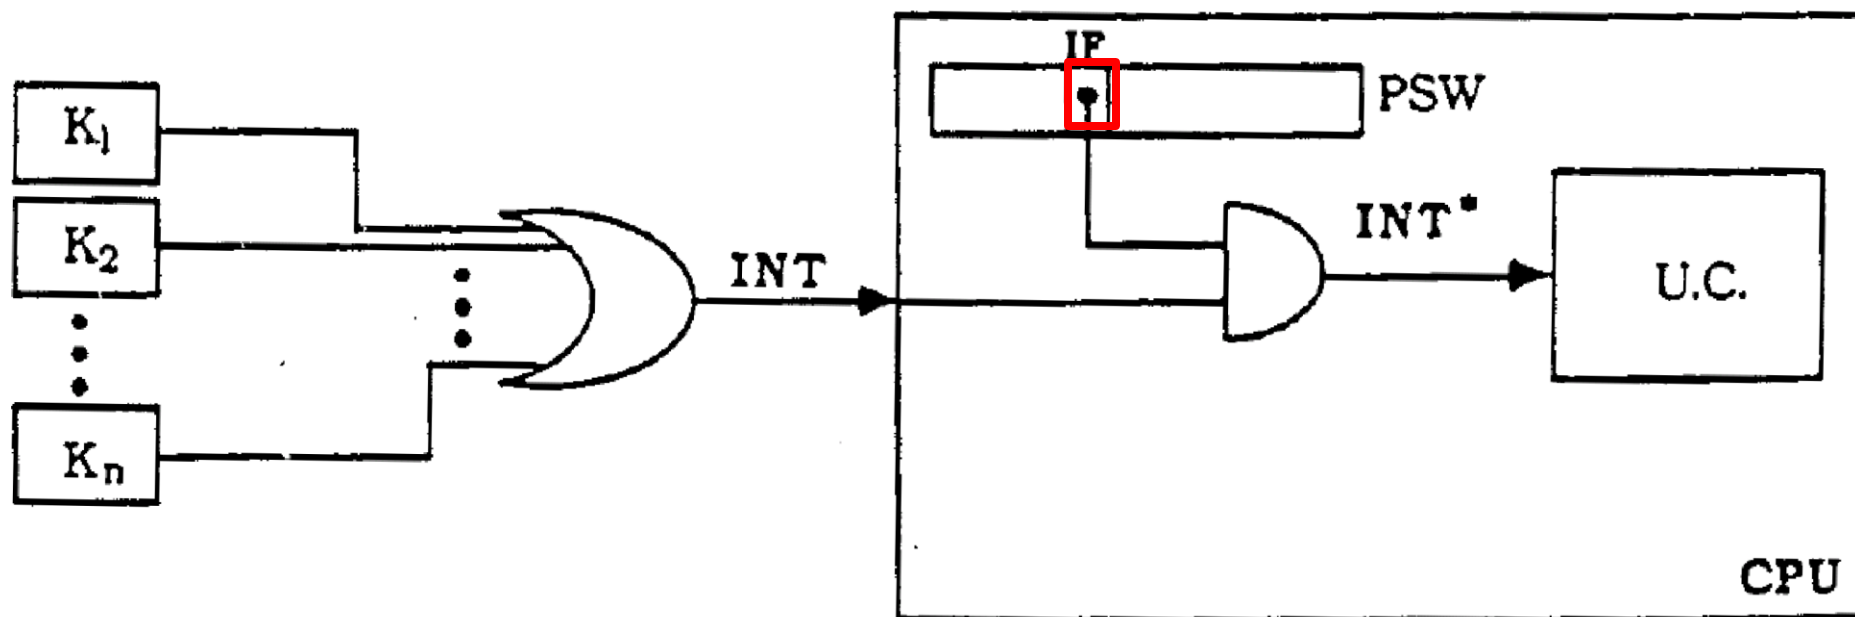 IF
PSW
K1
K2
INT
INT*
U.C.
Kn
CPU